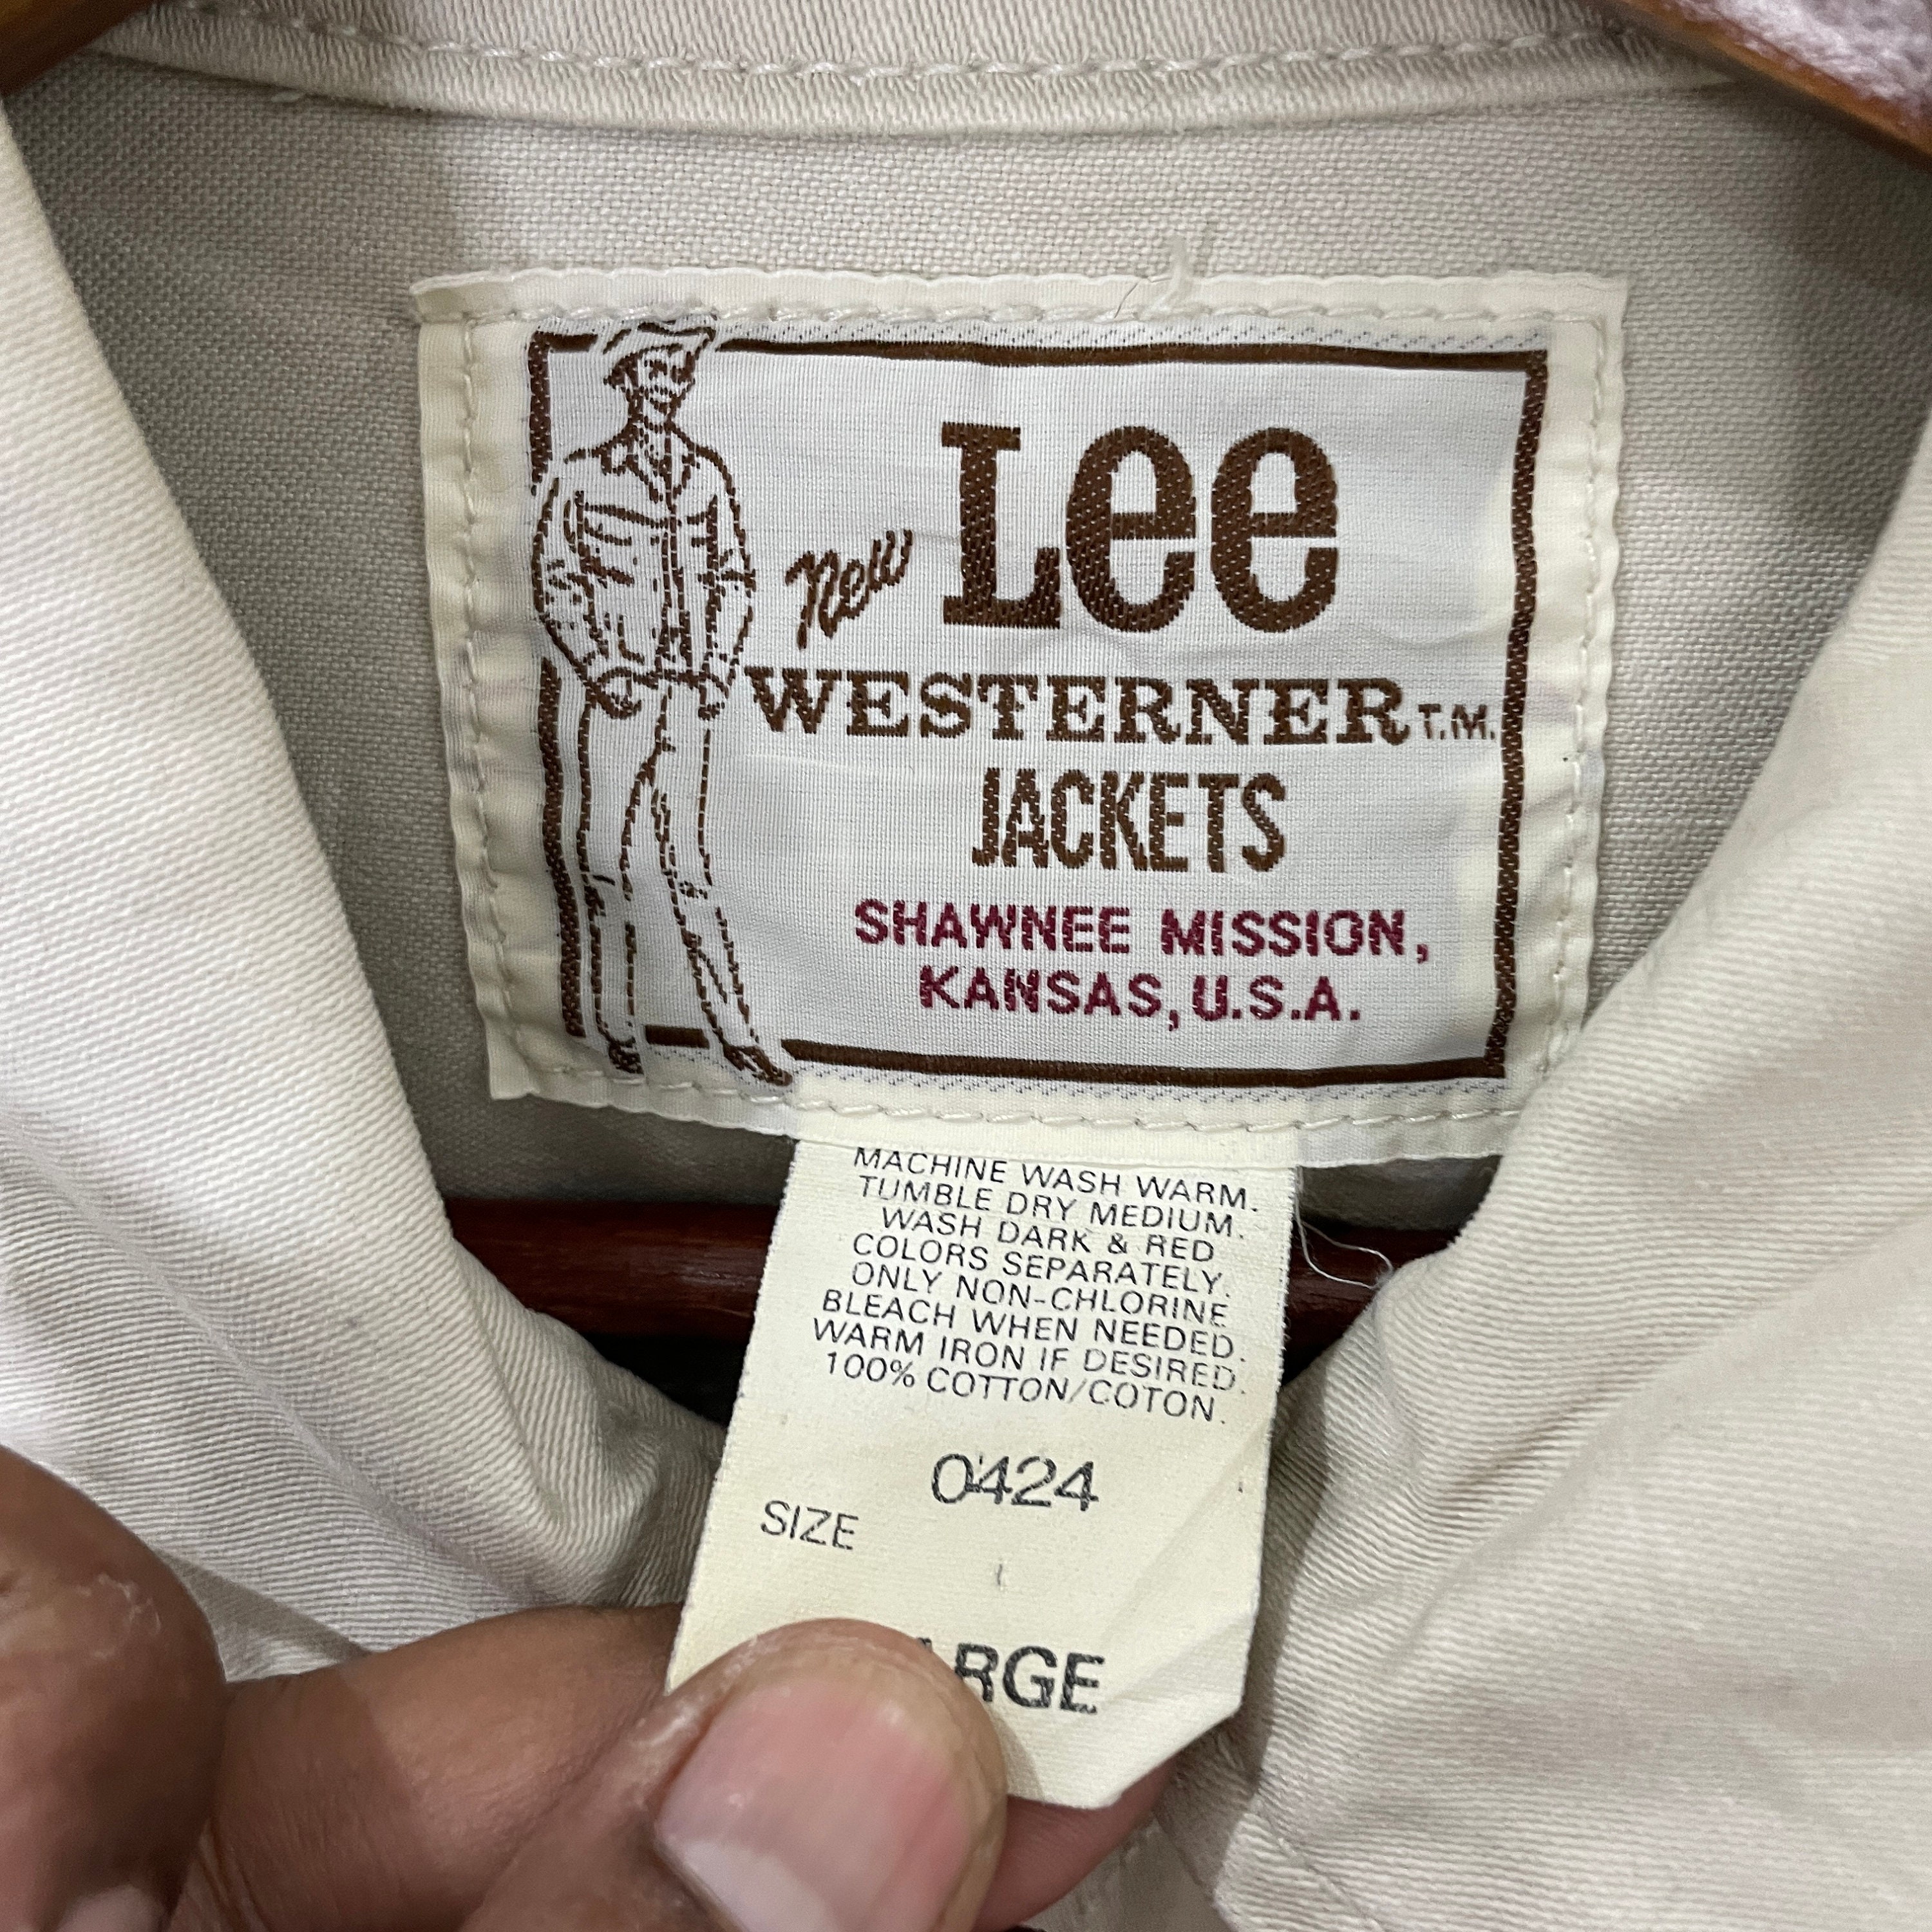 New Lee
WESTERNER T.M.
JACKETS
SHAWNEE MISSION,
KANSAS, U.S.A.
MACHINE WASH WARM.
TUMBLE DRY MEDIUM.
WASH DARK & RED
COLORS SEPARATELY.
ONLY NON-CHLORINE
BLEACH WHEN NEEDED.
WARM IRON IF DESIRED.
100% COTTON/COTON.
0424
SIZE